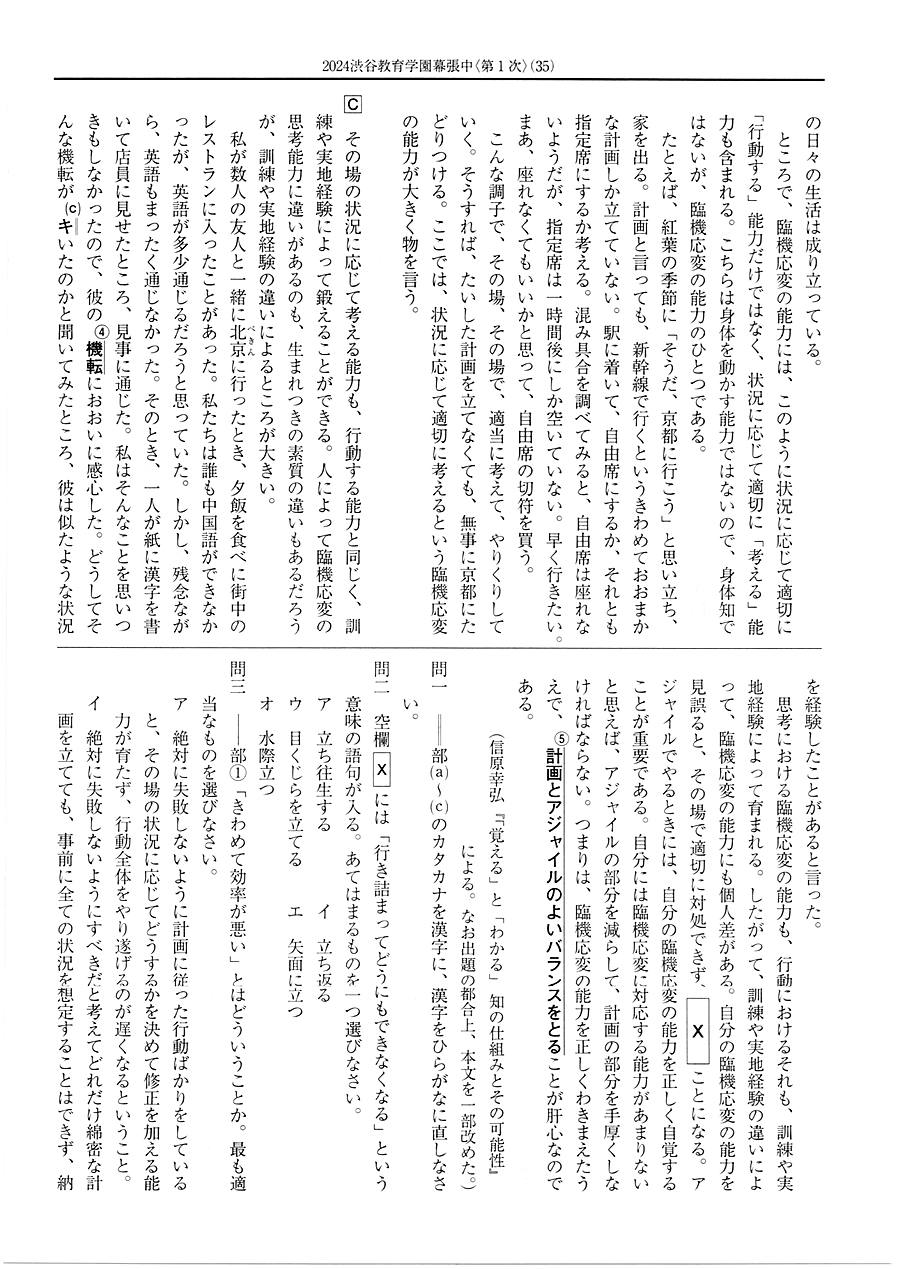 2024渋谷教育学園幕張中〈第1次〉(35)
の日々の生活は成り立っている。
ところで、臨機応変の能力には、このように状況に応じて適切に
「行動する」能力だけではなく、状況に応じて適切に「考える」能
力も含まれる。こちらは身体を動かす能力ではないので、身体知で
はないが、臨機応変の能力のひとつである。
たとえば、紅葉の季節に「そうだ、京都に行こう」と思い立ち、
家を出る。計画と言っても、新幹線で行くというきわめておおまか
な計画しか立てていない。駅に着いて、自由席にするか、それとも
指定席にするか考える。混み具合を調べてみると、自由席は座れな
いようだが、指定席は一時間後にしか空いていない。早く行きたい。
まあ、座れなくてもいいかと思って、自由席の切符を買う。
こんな調子で、その場、その場で、適当に考えて、やりくりして
いく。そうすれば、たいした計画を立てなくても、無事に京都にた
どりつける。ここでは、状況に応じて適切に考えるという臨機応変
の能力が大きく物を言う。
C その場の状況に応じて考える能力も、行動する能力と同じく、訓
練や実地経験によって鍛えることができる。人によって臨機応変の
思考能力に違いがあるのも、生まれつきの素質の違いもあるだろう
が、訓練や実地経験の違いによるところが大きい。
私が数人の友人と一緒に北京に行ったとき、夕飯を食べに街中の
ぺきん
レストランに入ったことがあった。私たちは誰も中国語ができなか
ったが、英語が多少通じるだろうと思っていた。しかし、残念なが
ら、英語もまったく通じなかった。そのとき、一人が紙に漢字を書
いて店員に見せたところ、見事に通じた。私はそんなことを思いつ
きもしなかったので、彼の④機転におおいに感心した。どうしてそ
んな機転が(c)キいたのかと聞いてみたところ、彼は似たような状況
を経験したことがあると言った。
思考における臨機応変の能力も、行動におけるそれも、訓練や実
地経験によって育まれる。したがって、訓練や実地経験の違いによ
って、臨機応変の能力にも個人差がある。自分の臨機応変の能力を
見誤ると、その場で適切に対処できず、X ことになる。ア
ジャイルでやるときには、自分の臨機応変の能力を正しく自覚する
ことが重要である。自分には臨機応変に対応する能力があまりない
と思えば、アジャイルの部分を減らして、計画の部分を手厚くしな
ければならない。つまりは、臨機応変の能力を正しくわきまえたう
えで、⑤計画とアジャイルのよいバランスをとることが肝心なので
ある。
（信原幸弘『「覚える」と「わかる」 知の仕組みとその可能性』
による。なお出題の都合上、本文を一部改めた。）
問一 ＝＝部(a)～(c)のカタカナを漢字に、漢字をひらがなに直しなさ
い。
問二 空欄 X には「行き詰まってどうにもできなくなる」という
意味の語句が入る。あてはまるものを一つ選びなさい。
ア 立ち往生する イ 立ち返る
ウ 目くじらを立てる エ 矢面に立つ
オ 水際立つ
問三 ――部①「きわめて効率が悪い」とはどういうことか。最も適
当なものを選びなさい。
ア 絶対に失敗しないように計画に従った行動ばかりをしている
と、その場の状況に応じてどうするかを決めて修正を加える能
力が育たず、行動全体をやり遂げるのが遅くなるということ。
イ 絶対に失敗しないようにすべきだと考えてどれだけ綿密な計
画を立てても、事前に全ての状況を想定することはできず、納